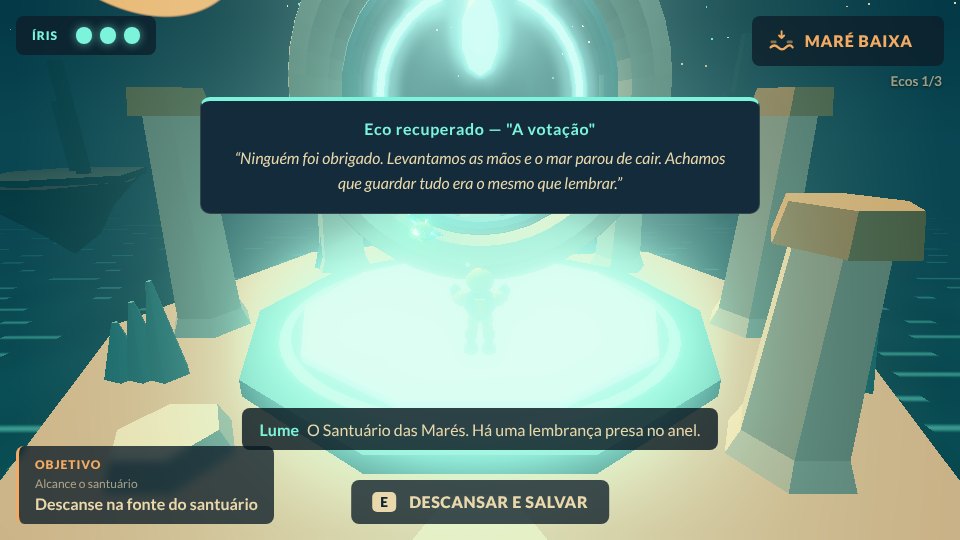 ÍRIS
MARÉ BAIXA
Ecos 1/3
Eco recuperado — "A votação"
“Ninguém foi obrigado. Levantamos as mãos e o mar parou de cair. Achamos
que guardar tudo era o mesmo que lembrar.”
Lume O Santuário das Marés. Há uma lembrança presa no anel.
OBJETIVO
Alcance o santuário
Descanse na fonte do santuário
E DESCANSAR E SALVAR